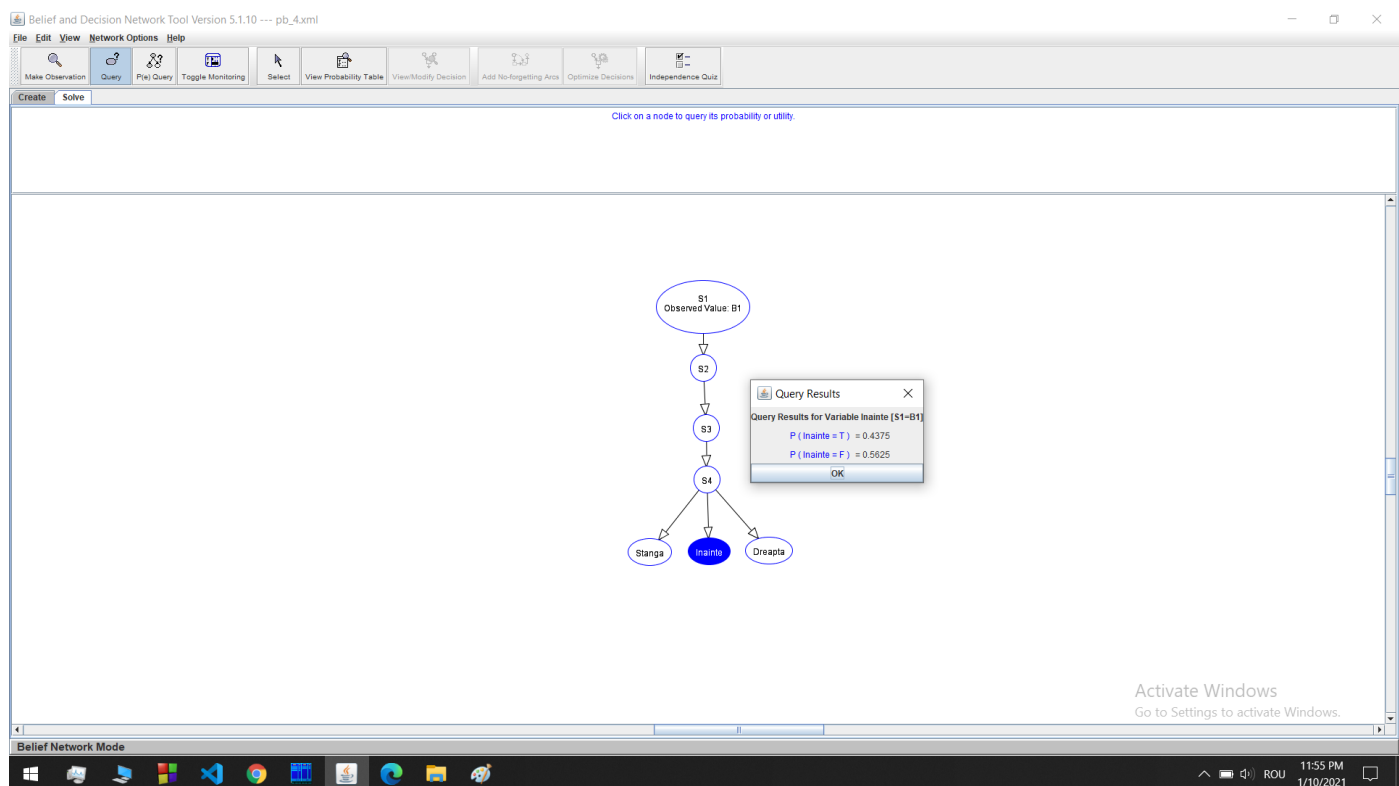 Belief and Decision Network Tool Version 5.1.10 --- pb_4.xml
File Edit View Network Options Help
Make Observation Query P(e) Query Toggle Monitoring Select View Probability Table View/Modify Decision Add No-forgetting Arcs Optimize Decisions Independence Quiz
Create Solve
Click on a node to query its probability or utility.
S1
Observed Value: B1
S2
Query Results
Query Results for Variable Inainte [S1=B1]
P ( Inainte = T ) = 0.4375
P ( Inainte = F ) = 0.5625
OK
S3
S4
Stanga Inainte Dreapta
Activate Windows
Go to Settings to activate Windows.
Belief Network Mode
ROU
11:55 PM
1/10/2021